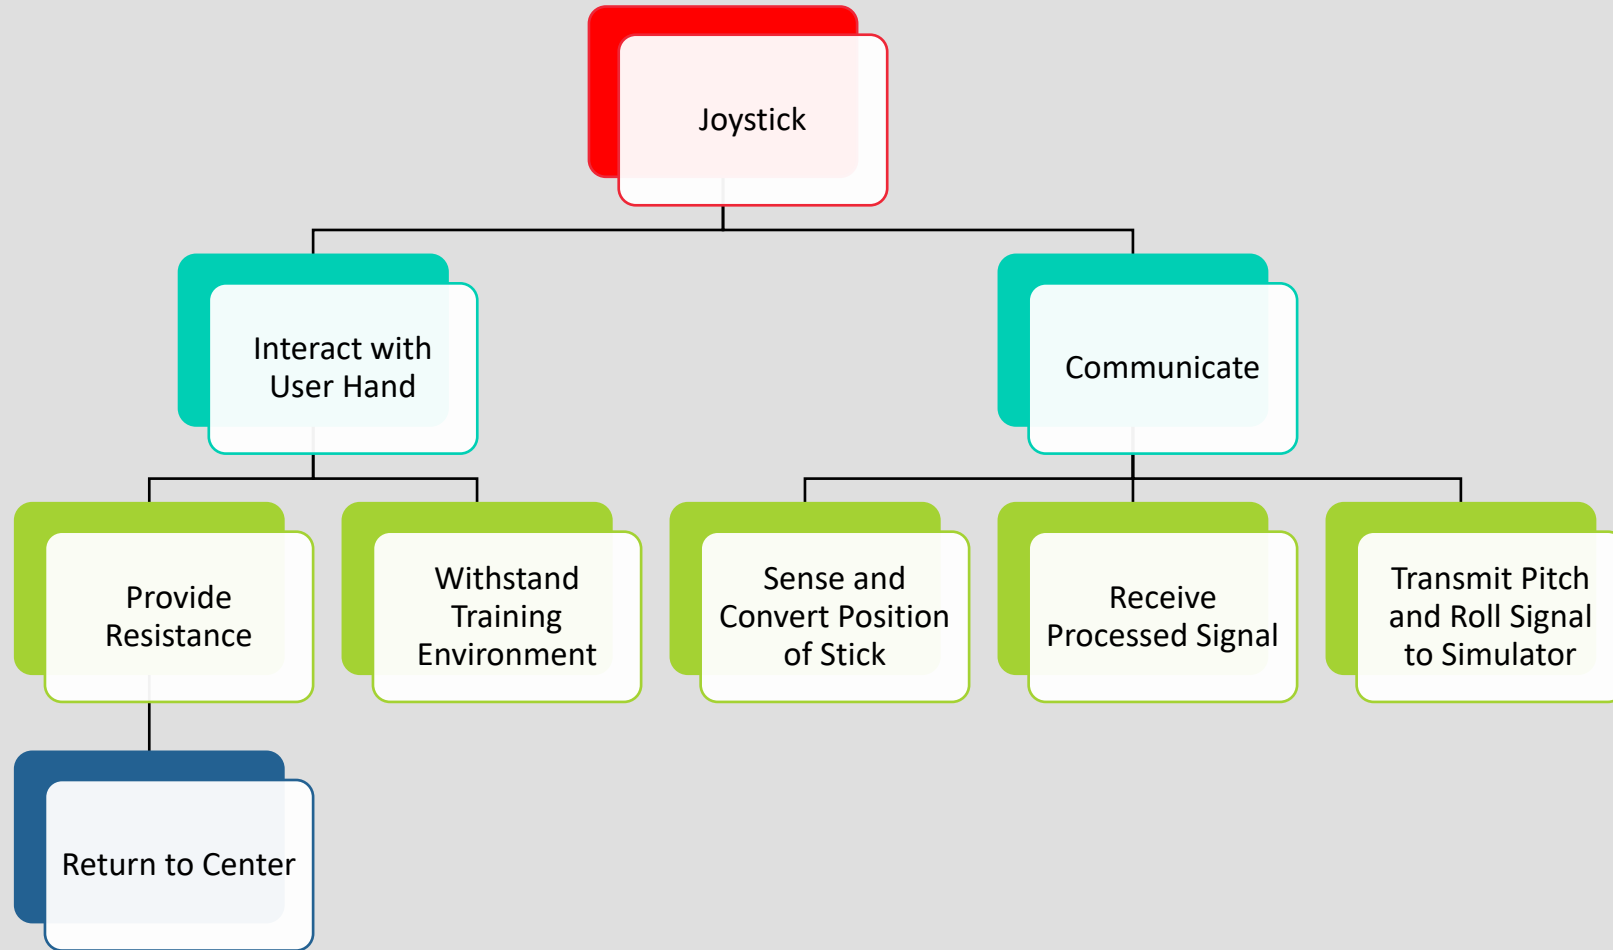 Joystick
Interact with
User Hand
Communicate
Provide
Resistance
Withstand
Training
Environment
Sense and
Convert Position
of Stick
Receive
Processed Signal
Transmit Pitch
and Roll Signal
to Simulator
Return to Center